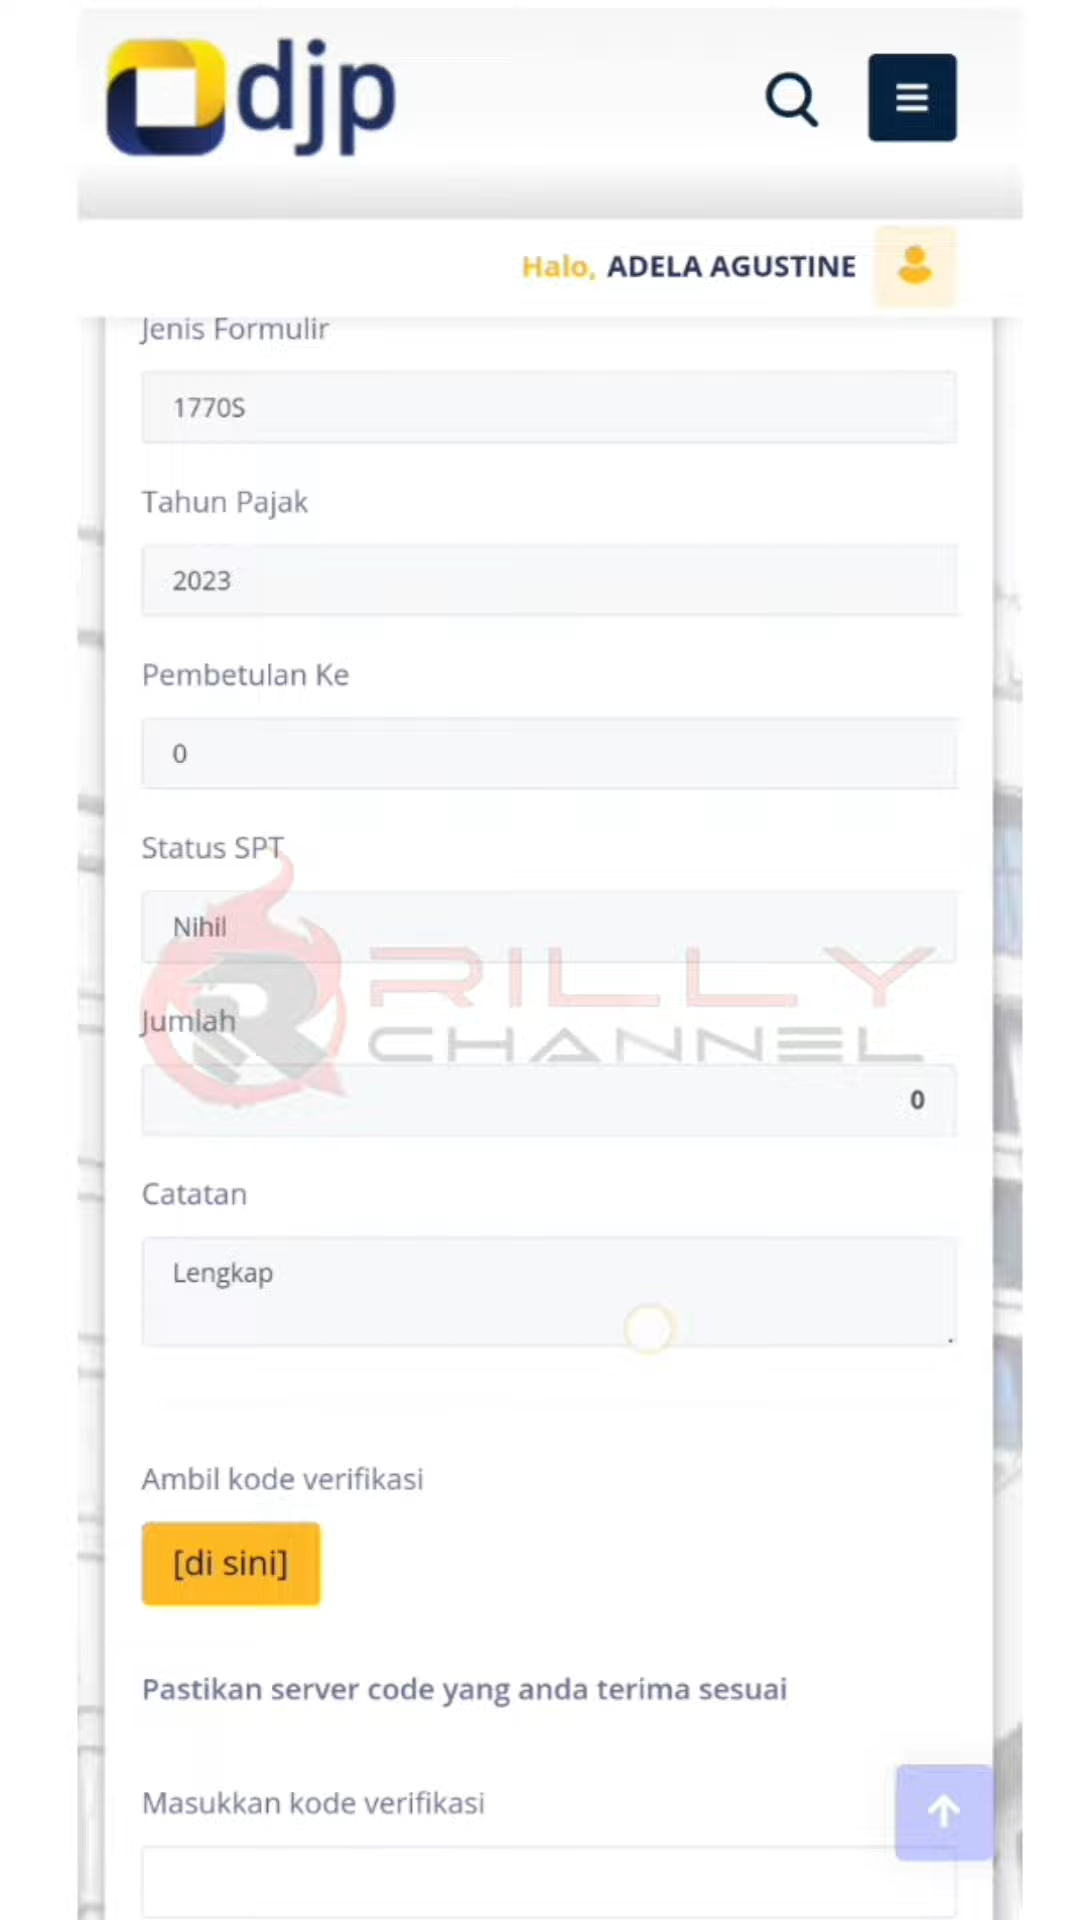 djp
Halo, ADELA AGUSTINE
Jenis Formulir
1770S
Tahun Pajak
2023
Pembetulan Ke
0
Status SPT
Nihil
RILLY
CHANNEL
Jumlah
0
Catatan
Lengkap
Ambil kode verifikasi
[di sini]
Pastikan server code yang anda terima sesuai
Masukkan kode verifikasi